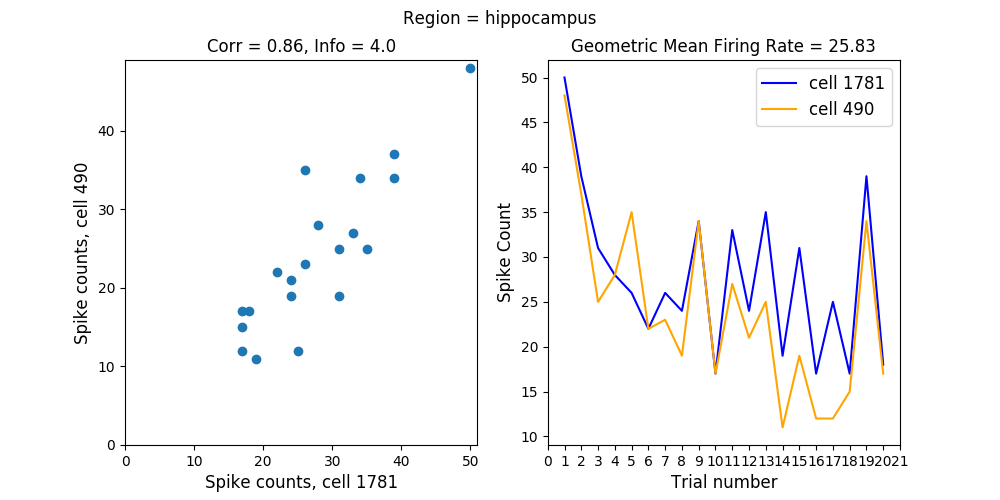 Region = hippocampus
Corr = 0.86, Info = 4.0
Spike counts, cell 490
40
30
20
10
0
0 10 20 30 40 50
Spike counts, cell 1781
Geometric Mean Firing Rate = 25.83
cell 1781
cell 490
Spike Count
50
45
40
35
30
25
20
15
10
0 1 2 3 4 5 6 7 8 9 10 11 12 13 14 15 16 17 18 19 20 21
Trial number